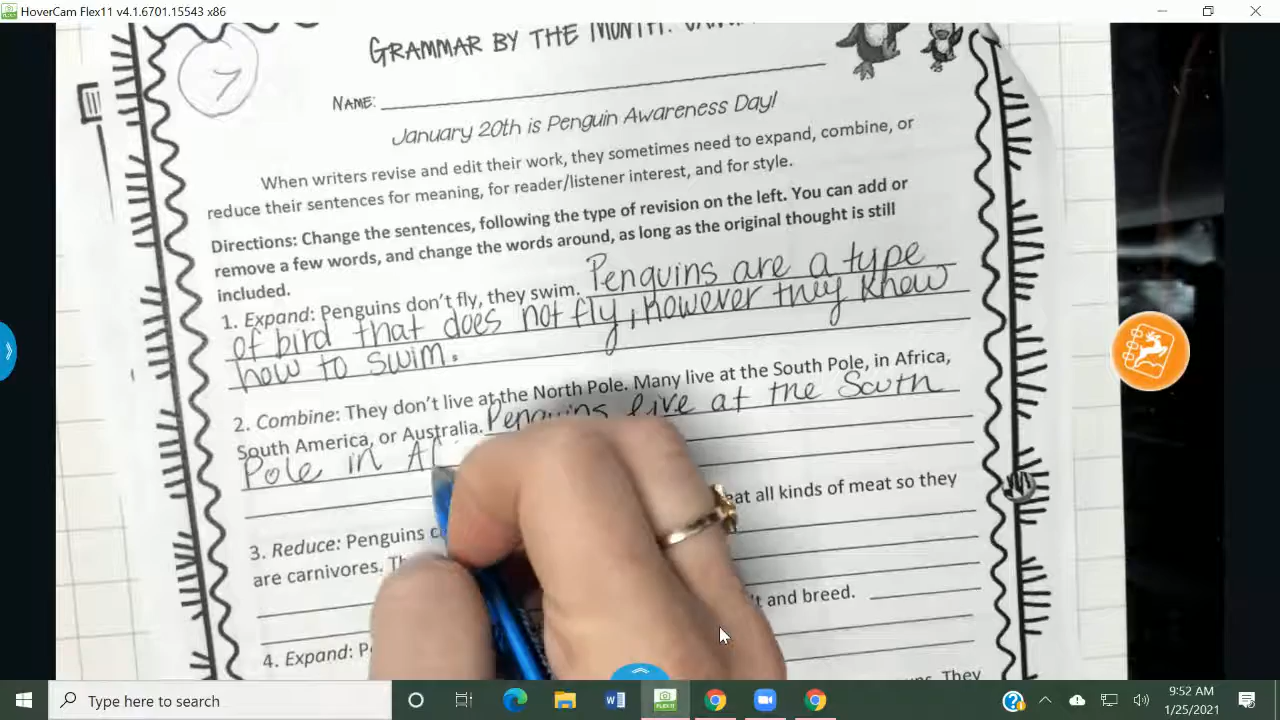 HoverCam Flex11 v4.1.6701.15543 x86
7
GRAMMAR BY THE MONTH:
NAME:
January 20th is Penguin Awareness Day!
When writers revise and edit their work, they sometimes need to expand, combine, or
reduce their sentences for meaning, for reader/listener interest, and for style.
Directions: Change the sentences, following the type of revision on the left. You can add or
remove a few words, and change the words around, as long as the original thought is still
included.
1. Expand: Penguins don't fly, they swim. Penguins are a type
of bird that does not fly, however they know
how to swim.
2. Combine: They don't live at the North Pole. Many live at the South Pole, in Africa,
South America, or Australia. Penguins live at the South
Pole in Af
3. Reduce: Penguins eat all kinds of meat so they
are carnivores.
4. Expand: and breed.
They
Type here to search
9:52 AM
1/25/2021